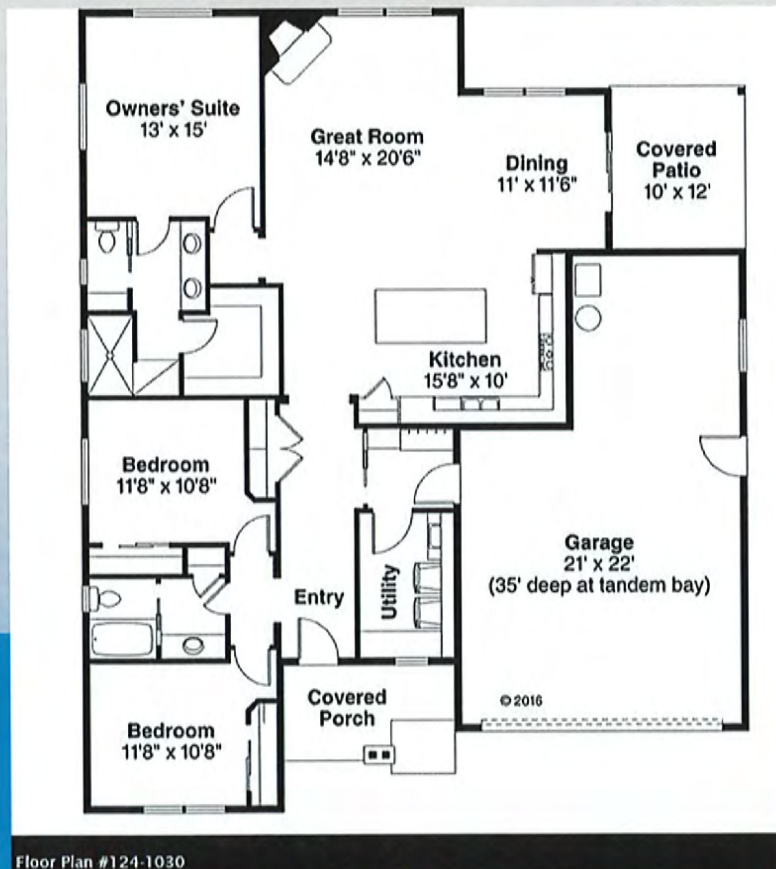 Owners' Suite
13' x 15'
Great Room
14'8" x 20'6"
Dining
11' x 11'6"
Covered
Patio
10' x 12'
Kitchen
15'8" x 10'
Bedroom
11'8" x 10'8"
Garage
21' x 22'
(35' deep at tandem bay)
Entry
Utility
Covered
Porch
© 2016
Bedroom
11'8" x 10'8"
Floor Plan #124-1030